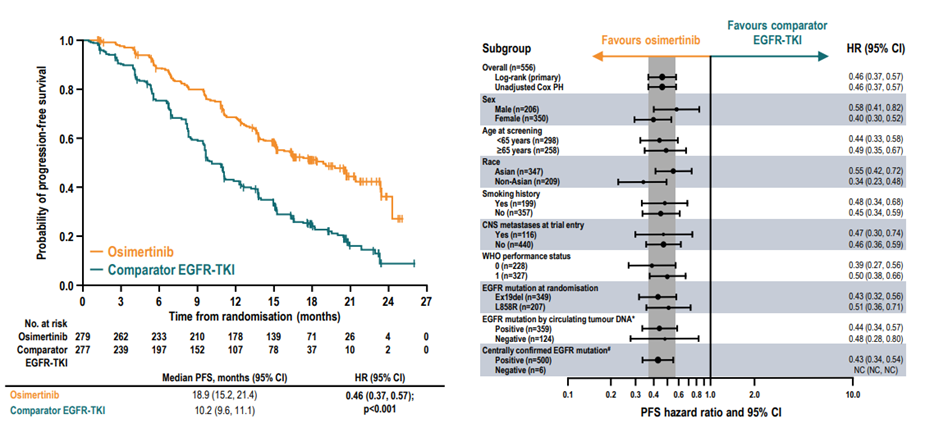 1.0
0.8
0.6
0.4
0.2
0.0
Probability of progression-free survival
Osimertinib
Comparator EGFR-TKI
0 3 6 9 12 15 18 21 24 27
Time from randomisation (months)
No. at risk
Osimertinib 279 262 233 210 178 139 71 26 4 0
Comparator 277 239 197 152 107 78 37 10 2 0
EGFR-TKI
Median PFS, months (95% CI) HR (95% CI)
Osimertinib 18.9 (15.2, 21.4) 0.46 (0.37, 0.57);
Comparator EGFR-TKI 10.2 (9.6, 11.1) p<0.001
Favours comparator
Favours osimertinib EGFR-TKI
Subgroup HR (95% CI)
Overall (n=556)
Log-rank (primary) 0.46 (0.37, 0.57)
Unadjusted Cox PH 0.46 (0.37, 0.57)
Sex
Male (n=206) 0.58 (0.41, 0.82)
Female (n=350) 0.40 (0.30, 0.52)
Age at screening
<65 years (n=298) 0.44 (0.33, 0.58)
≥65 years (n=258) 0.49 (0.35, 0.67)
Race
Asian (n=347) 0.55 (0.42, 0.72)
Non-Asian (n=209) 0.34 (0.23, 0.48)
Smoking history
Yes (n=199) 0.48 (0.34, 0.68)
No (n=357) 0.45 (0.34, 0.59)
CNS metastases at trial entry
Yes (n=116) 0.47 (0.30, 0.74)
No (n=440) 0.46 (0.36, 0.59)
WHO performance status
0 (n=228) 0.39 (0.27, 0.56)
1 (n=327) 0.50 (0.38, 0.66)
EGFR mutation at randomisation
Ex19del (n=349) 0.43 (0.32, 0.56)
L858R (n=207) 0.51 (0.36, 0.71)
EGFR mutation by circulating tumour DNA*
Positive (n=359) 0.44 (0.34, 0.57)
Negative (n=124) 0.48 (0.28, 0.80)
Centrally confirmed EGFR mutation#
Positive (n=500) 0.43 (0.34, 0.54)
Negative (n=6) NC (NC, NC)
0.1 0.2 0.3 0.4 0.6 0.8 1.0 2.0 10.0
PFS hazard ratio and 95% CI